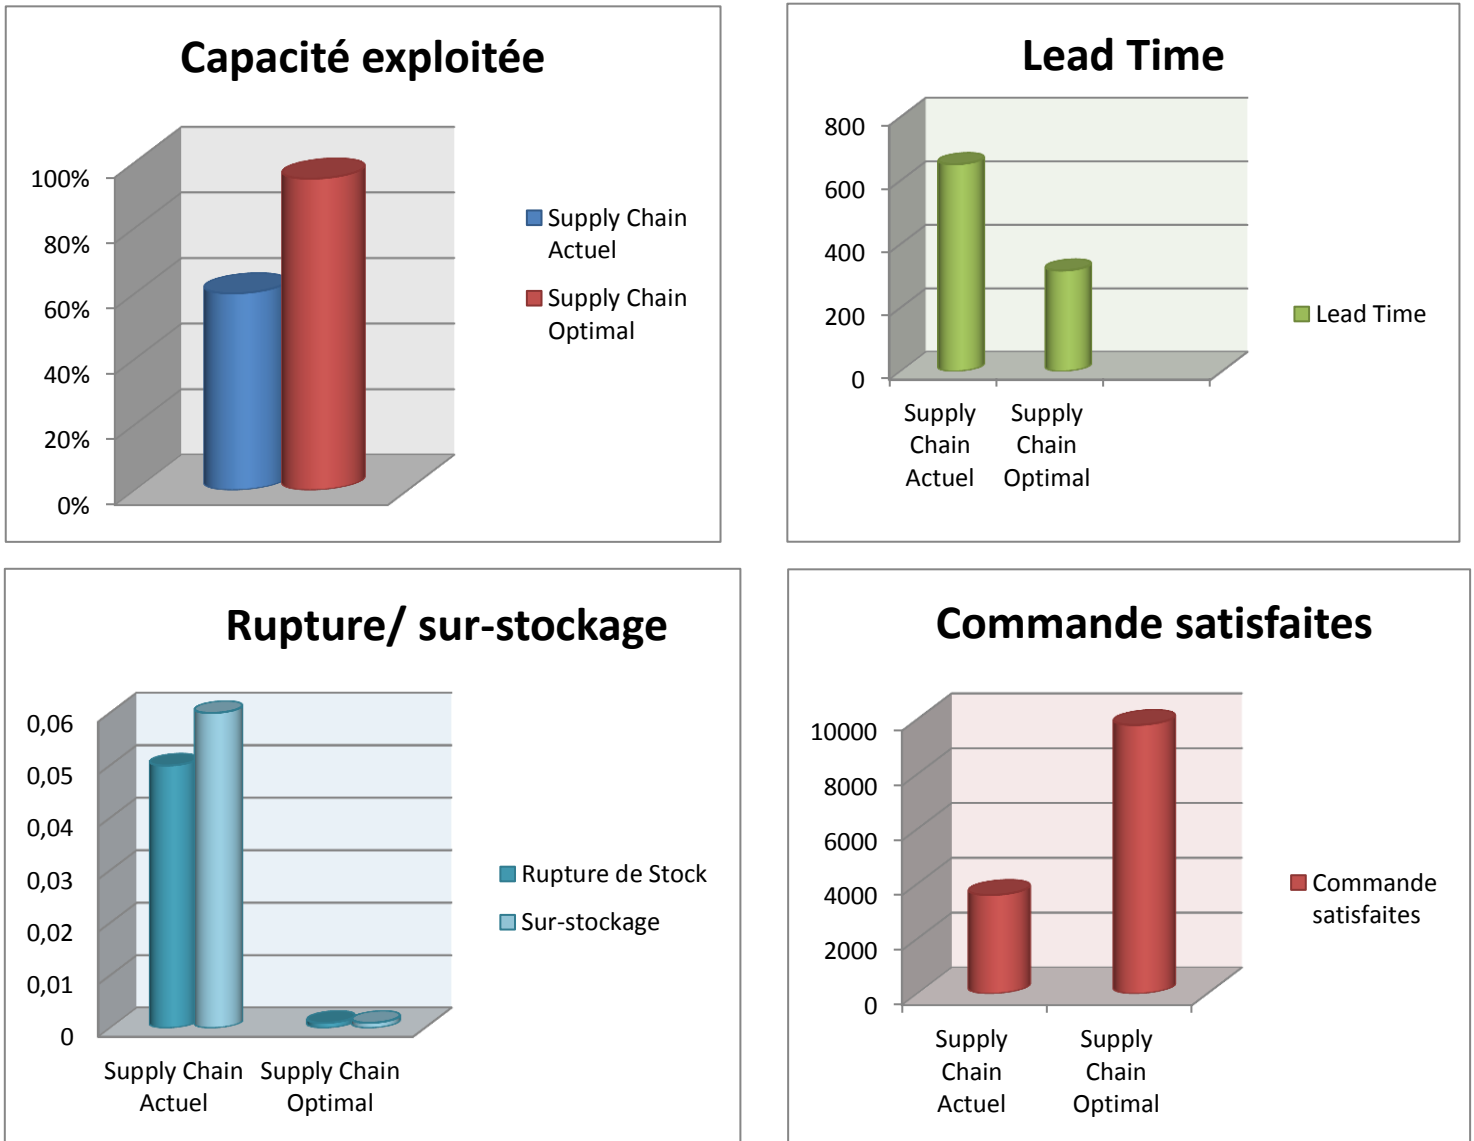 Capacité exploitée
100%
80%
60%
40%
20%
0%
Supply Chain
Actuel
Supply Chain
Optimal
Lead Time
800
600
400
200
0
Supply
Chain
Actuel
Supply
Chain
Optimal
Lead Time
Rupture/ sur-stockage
0,06
0,05
0,04
0,03
0,02
0,01
0
Supply Chain
Actuel
Supply Chain
Optimal
Rupture de Stock
Sur-stockage
Commande satisfaites
10000
8000
6000
4000
2000
0
Supply
Chain
Actuel
Supply
Chain
Optimal
Commande
satisfaites